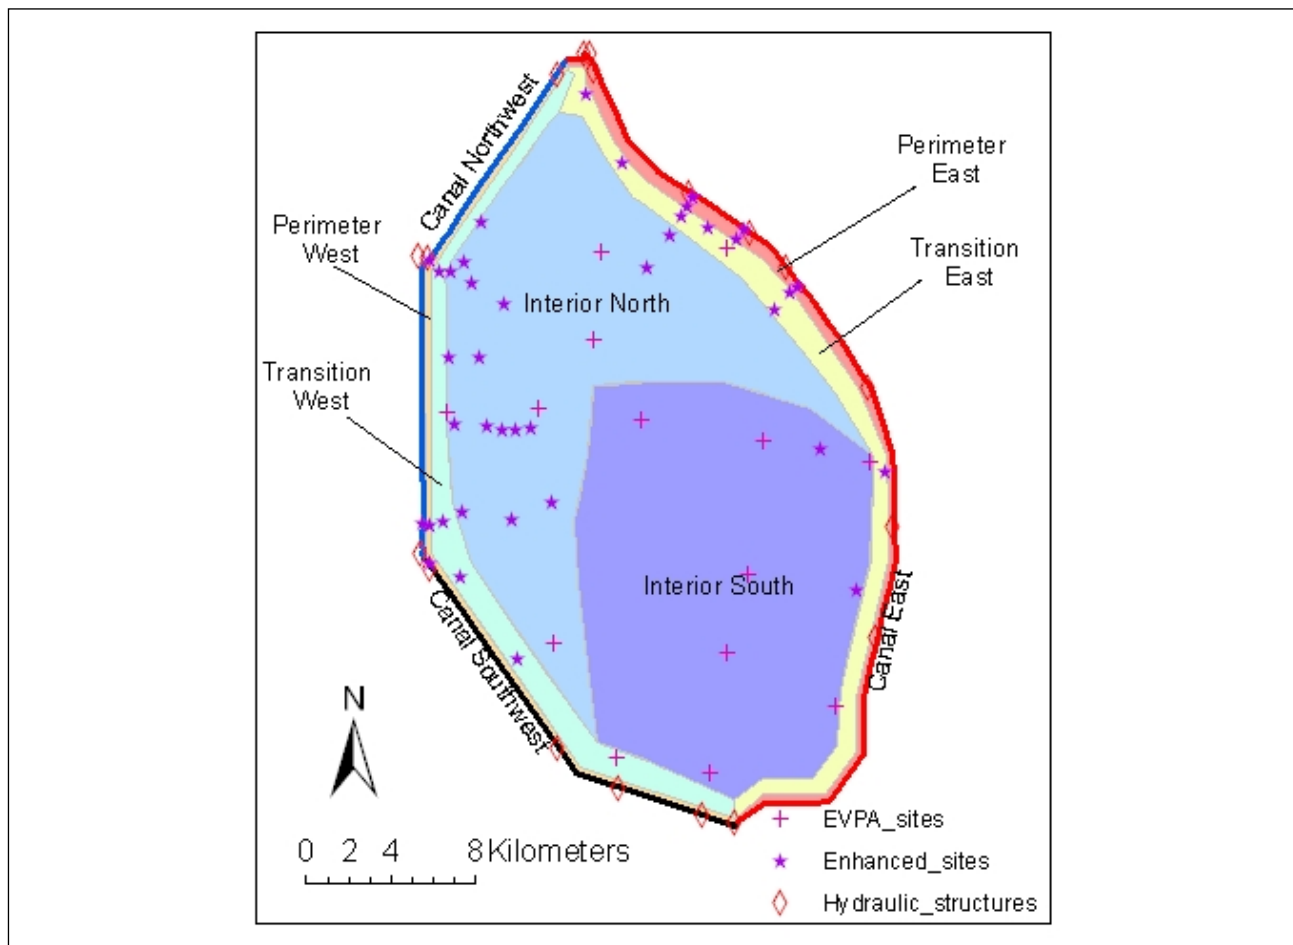 Canal Northwest
Perimeter
East
Perimeter
West
Transition
East
Interior North
Transition
West
Interior South
Canal East
Canal Southwest
N
0 2 4 8 Kilometers
EVPA_sites
Enhanced_sites
Hydraulic_structures